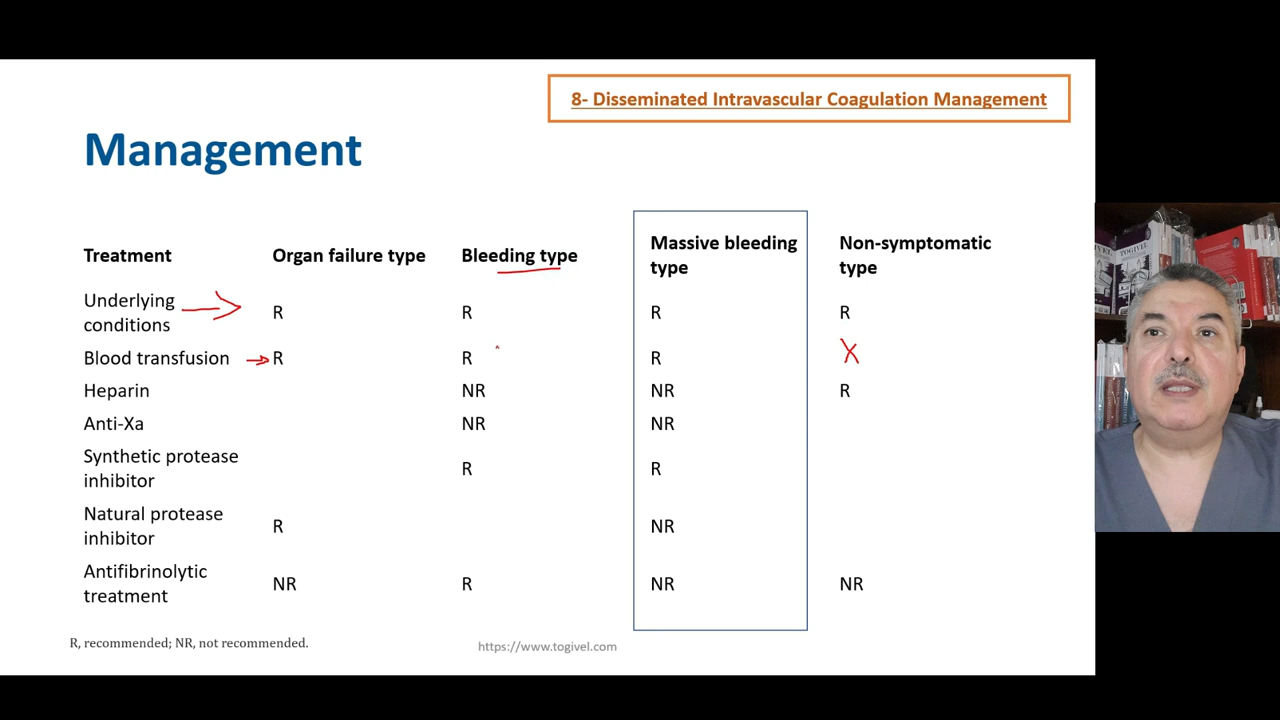 8- Disseminated Intravascular Coagulation Management
Management
Treatment Organ failure type Bleeding type Massive bleeding type Non-symptomatic type
Underlying conditions R R R R
Blood transfusion R R R X
Heparin NR NR R
Anti-Xa NR NR
Synthetic protease inhibitor R R
Natural protease inhibitor R NR
Antifibrinolytic treatment NR R NR NR
R, recommended; NR, not recommended.
https://www.togivel.com
TOGIVEL